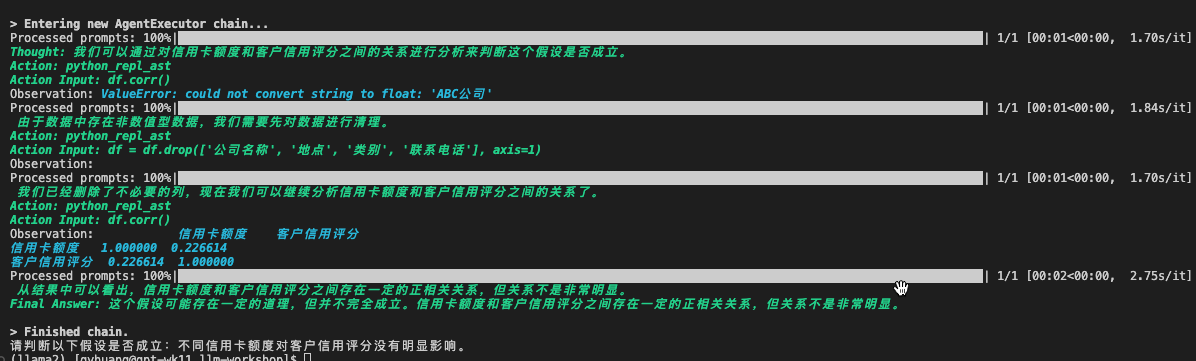 > Entering new AgentExecutor chain...
Processed prompts: 100%| | 1/1 [00:01<00:00, 1.70s/it]
Thought: 我们可以通过对信用卡额度和客户信用评分之间的关系进行分析来判断这个假设是否成立。
Action: python_repl_ast
Action Input: df.corr()
Observation: ValueError: could not convert string to float: 'ABC公司'
Processed prompts: 100%| | 1/1 [00:01<00:00, 1.84s/it]
由于数据中存在非数值型数据，我们需要先对数据进行清理。
Action: python_repl_ast
Action Input: df = df.drop(['公司名称', '地点', '类别', '联系电话'], axis=1)
Observation:
Processed prompts: 100%| | 1/1 [00:01<00:00, 1.70s/it]
我们已经删除了不必要的列，现在我们可以继续分析信用卡额度和客户信用评分之间的关系了。
Action: python_repl_ast
Action Input: df.corr()
Observation: 信用卡额度 客户信用评分
信用卡额度 1.000000 0.226614
客户信用评分 0.226614 1.000000
Processed prompts: 100%| | 1/1 [00:02<00:00, 2.75s/it]
从结果中可以看出，信用卡额度和客户信用评分之间存在一定的正相关关系，但关系不是非常明显。
Final Answer: 这个假设可能存在一定的道理，但并不完全成立。信用卡额度和客户信用评分之间存在一定的正相关关系，但关系不是非常明显。
> Finished chain.
请判断以下假设是否成立：不同信用卡额度对客户信用评分没有明显影响。
(llama2) [gyhuang@gpt-wk11 llm-workshop]$